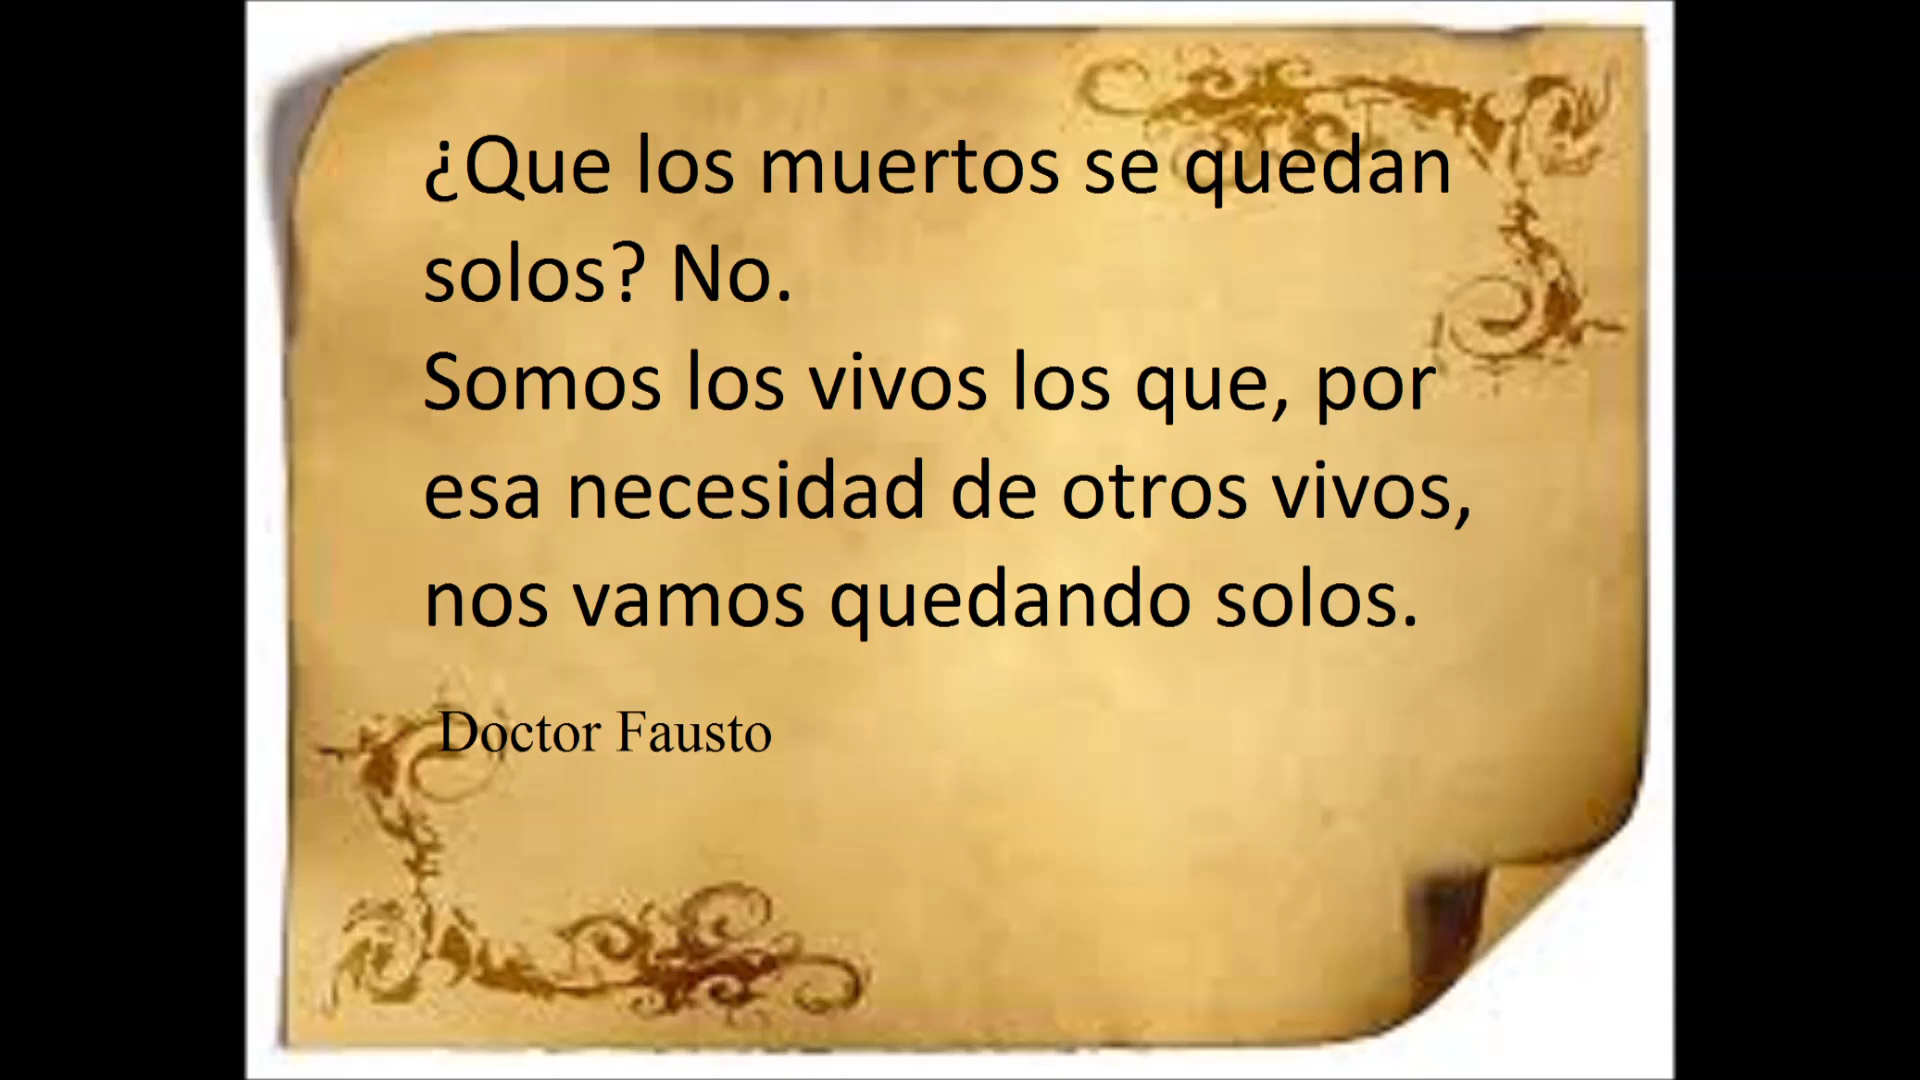 ¿Que los muertos se quedan
solos? No.
Somos los vivos los que, por
esa necesidad de otros vivos,
nos vamos quedando solos.
Doctor Fausto